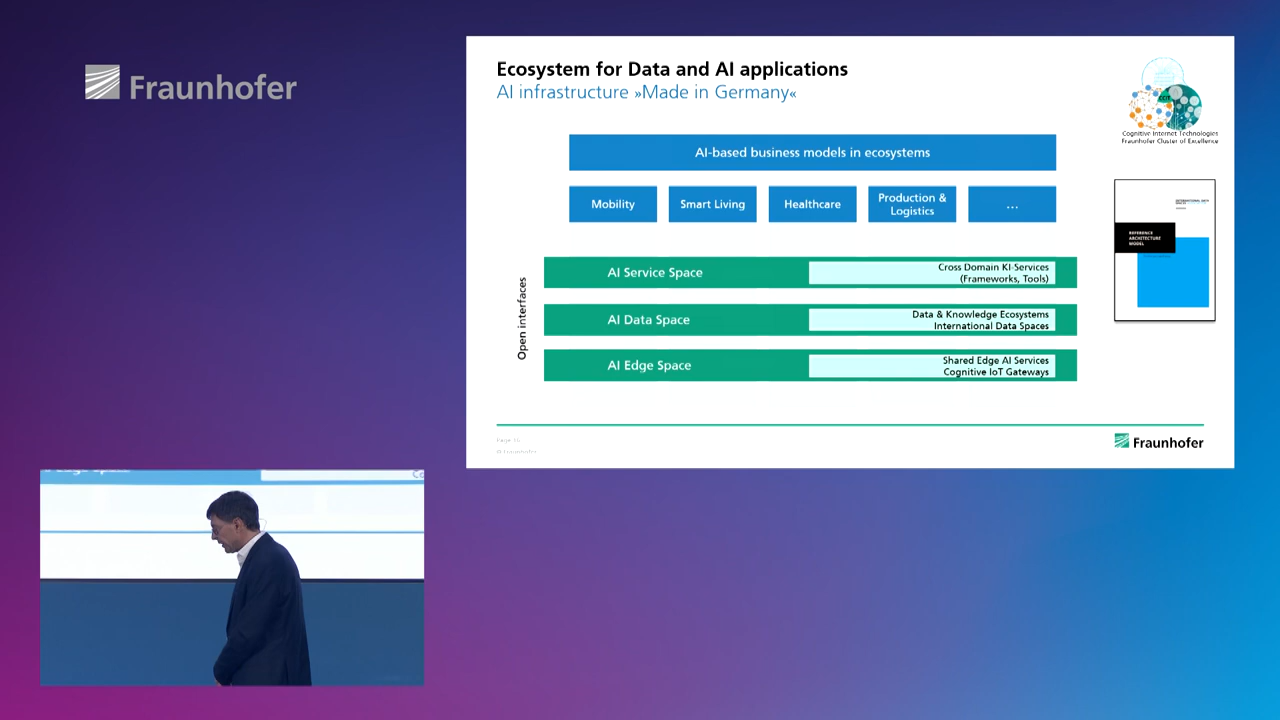 Fraunhofer
Ecosystem for Data and AI applications
AI infrastructure »Made in Germany«
Cognitive Internet Technologies
Fraunhofer Cluster of Excellence
AI-based business models in ecosystems
Mobility
Smart Living
Healthcare
Production &
Logistics
...
REFERENCE
ARCHITECTURE
MODEL
Open interfaces
AI Service Space
Cross Domain KI-Services
(Frameworks, Tools)
AI Data Space
Data & Knowledge Ecosystems
International Data Spaces
AI Edge Space
Shared Edge AI Services
Cognitive IoT Gateways
© Fraunhofer
Fraunhofer